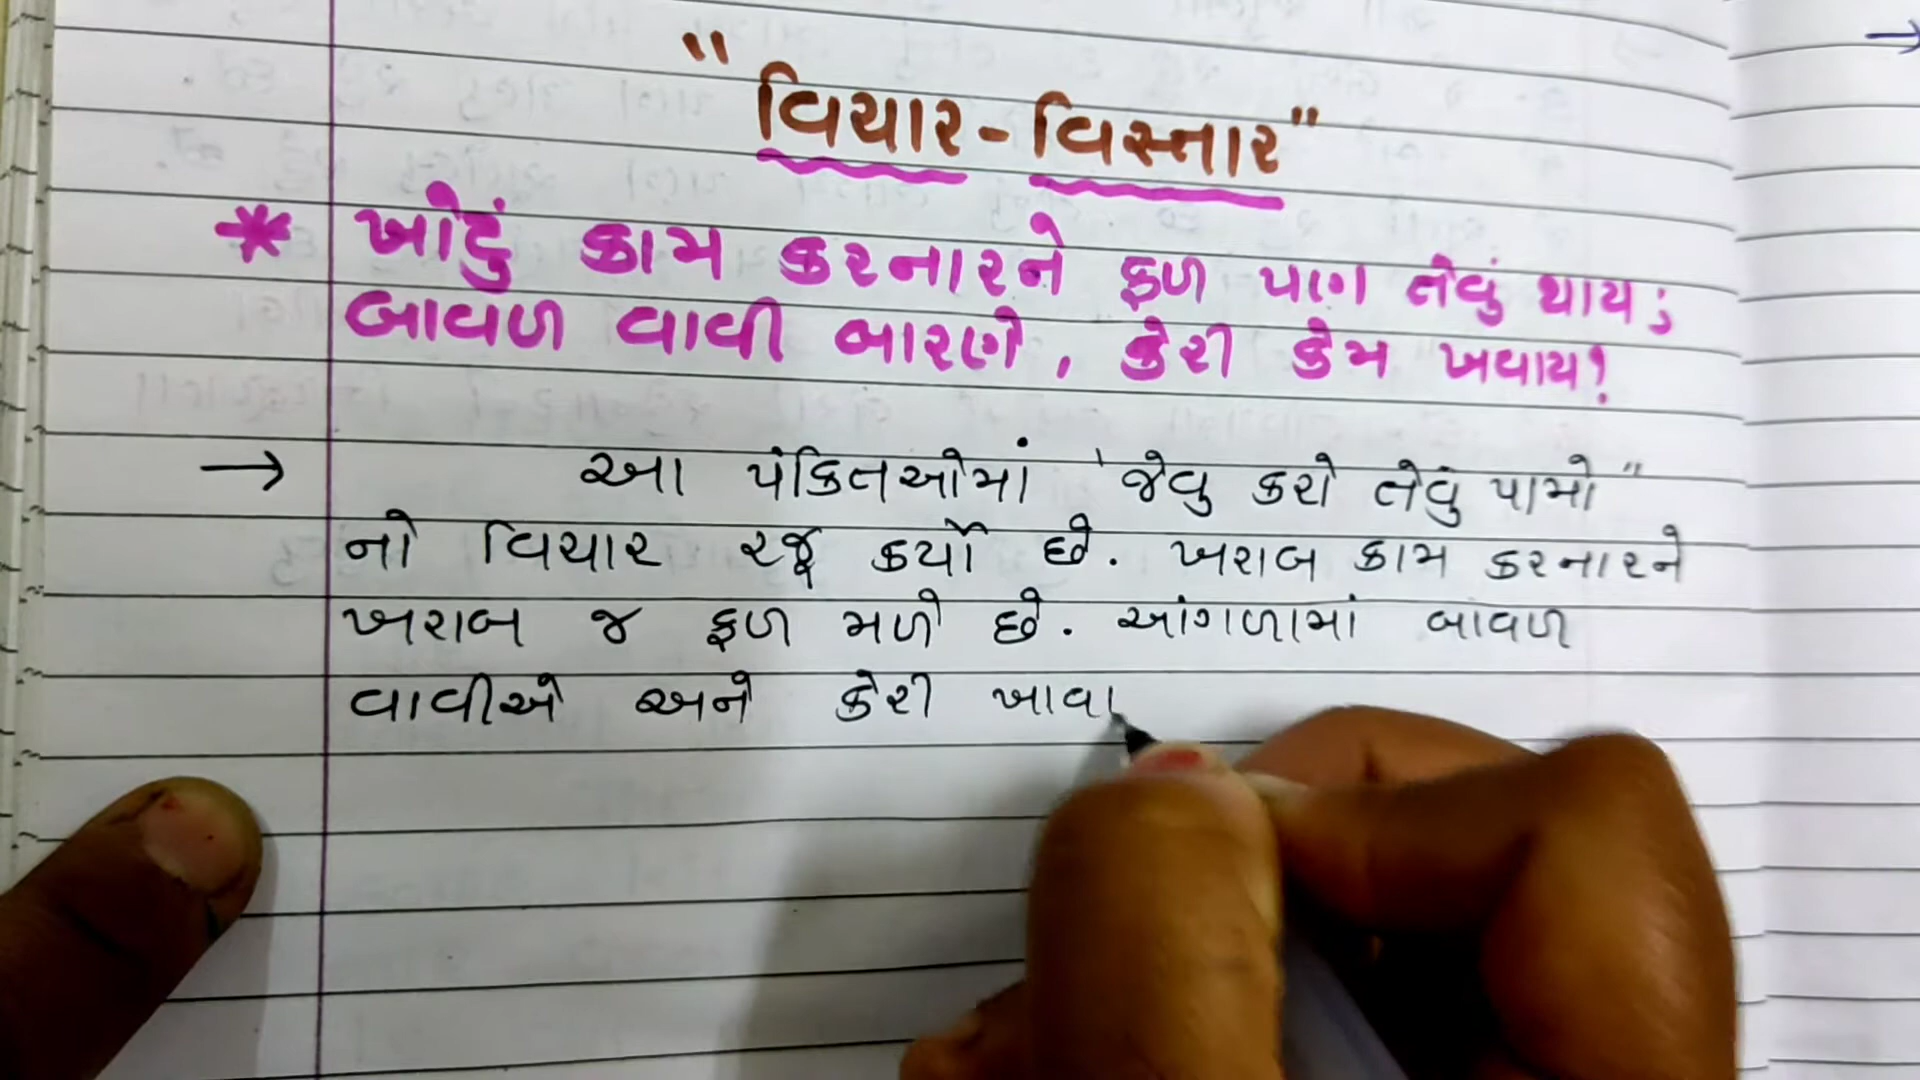 "વિચાર-વિસ્તાર"
* ખોટું કામ કરનારને ફળ પણ તેવું થાય;
બાવળ વાવી બારણે, કેરી કેમ ખવાય!
→ આ પંકિતઓમાં 'જેવુ કરો તેવુ પામો"
નો વિચાર રજૂ કર્યો છે. ખરાબ કામ કરનારને
ખરાબ જ ફળ મળે છે. આંગળામાં બાવળ
વાવીએ અને કેરી ખાવા